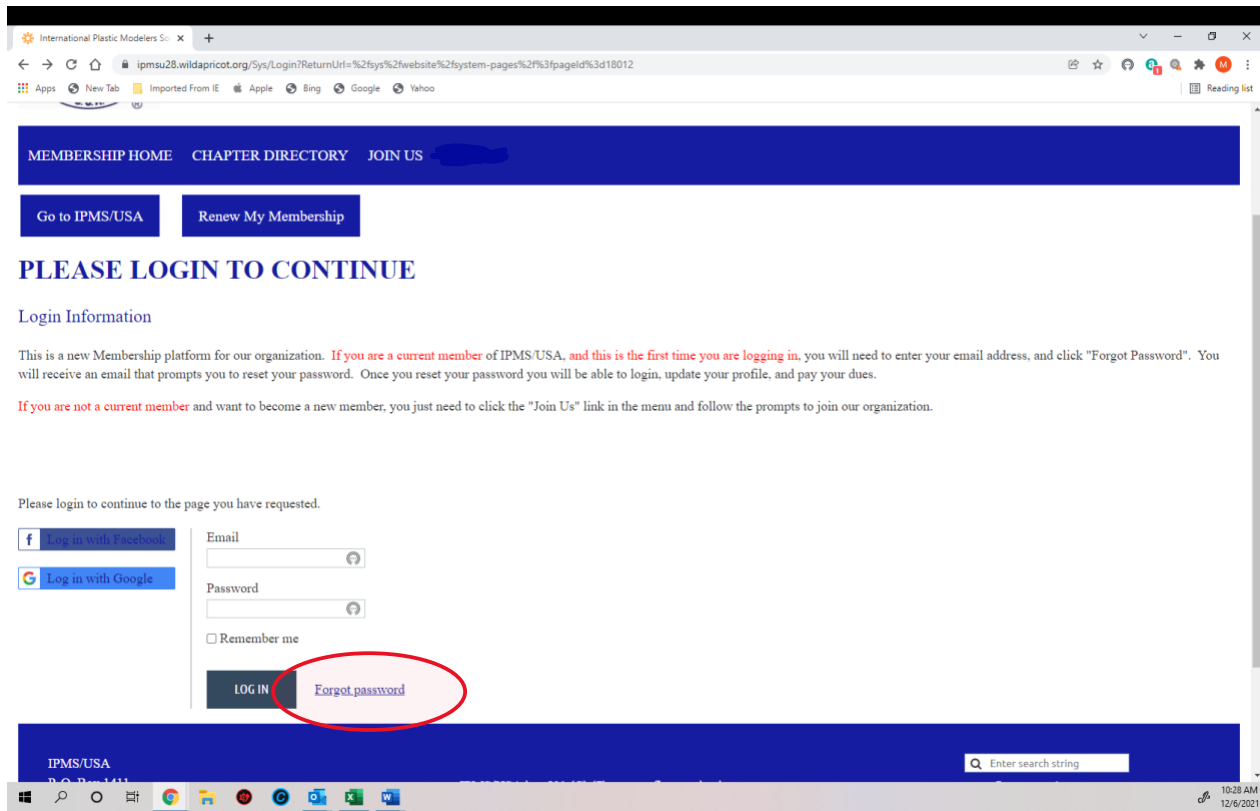 International Plastic Modelers So
ipmsu28.wildapricot.org/Sys/Login?ReturnUrl=%2fsys%2fwebsite%2fsystem-pages%2f%3fpageId%3d18012
Apps New Tab Imported From IE Apple Bing Google Yahoo Reading list
MEMBERSHIP HOME CHAPTER DIRECTORY JOIN US
Go to IPMS/USA Renew My Membership
PLEASE LOGIN TO CONTINUE
Login Information
This is a new Membership platform for our organization. If you are a current member of IPMS/USA, and this is the first time you are logging in, you will need to enter your email address, and click "Forgot Password". You
will receive an email that prompts you to reset your password. Once you reset your password you will be able to login, update your profile, and pay your dues.
If you are not a current member and want to become a new member, you just need to click the "Join Us" link in the menu and follow the prompts to join our organization.
Please login to continue to the page you have requested.
Log in with Facebook
Log in with Google
Email
Password
Remember me
LOG IN Forgot password
IPMS/USA
Enter search string
P. O. Box 1411
10:28 AM